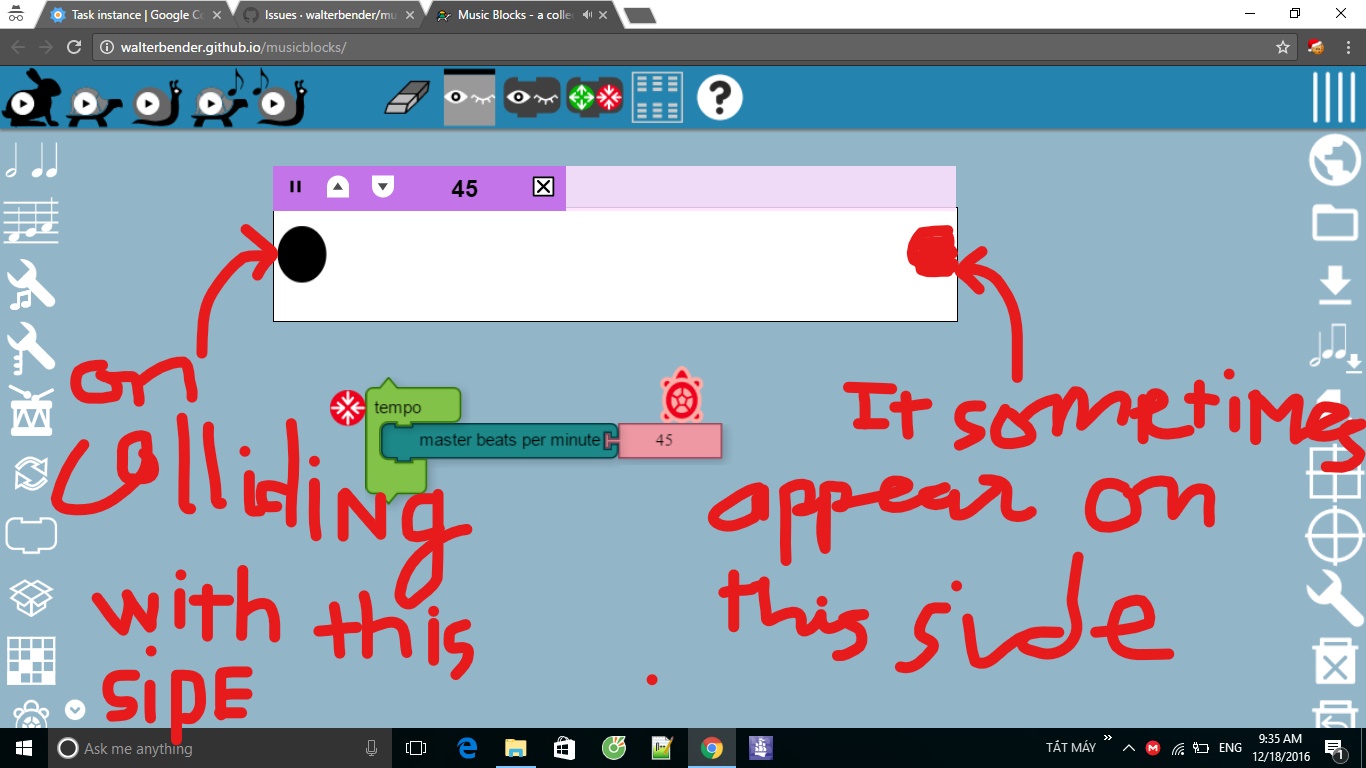 Task instance | Google Co
Issues · walterbender/mu
Music Blocks - a colle
walterbender.github.io/musicblocks/
45
tempo
master beats per minute 45
on
colliding
with this
sipe
It sometimes
appear on
this side
Ask me anything
TẮT MÁY
ENG
9:35 AM
12/18/2016
1